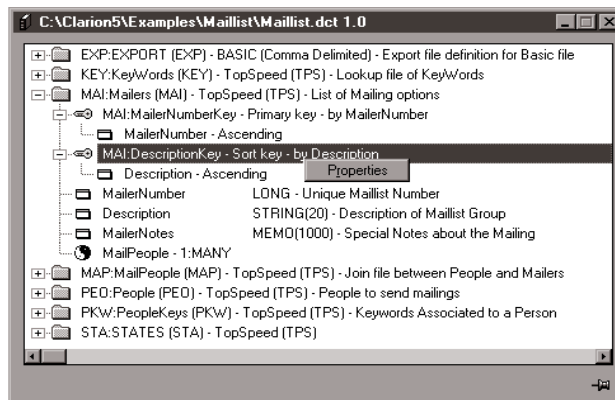 C:\Clarion5\Examples\Maillist\Maillist.dct 1.0
EXP:EXPORT (EXP) - BASIC (Comma Delimited) - Export file definition for Basic file
KEY:KeyWords (KEY) - TopSpeed (TPS) - Lookup file of KeyWords
MAI:Mailers (MAI) - TopSpeed (TPS) - List of Mailing options
MAI:MailerNumberKey - Primary key - by MailerNumber
MailerNumber - Ascending
MAI:DescriptionKey - Sort key - by Description
Description - Ascending Properties
MailerNumber LONG - Unique Maillist Number
Description STRING(20) - Description of Maillist Group
MailerNotes MEMO(1000) - Special Notes about the Mailing
MailPeople - 1:MANY
MAP:MailPeople (MAP) - TopSpeed (TPS) - Join file between People and Mailers
PEO:People (PEO) - TopSpeed (TPS) - People to send mailings
PKW:PeopleKeys (PKW) - TopSpeed (TPS) - Keywords Associated to a Person
STA:STATES (STA) - TopSpeed (TPS)